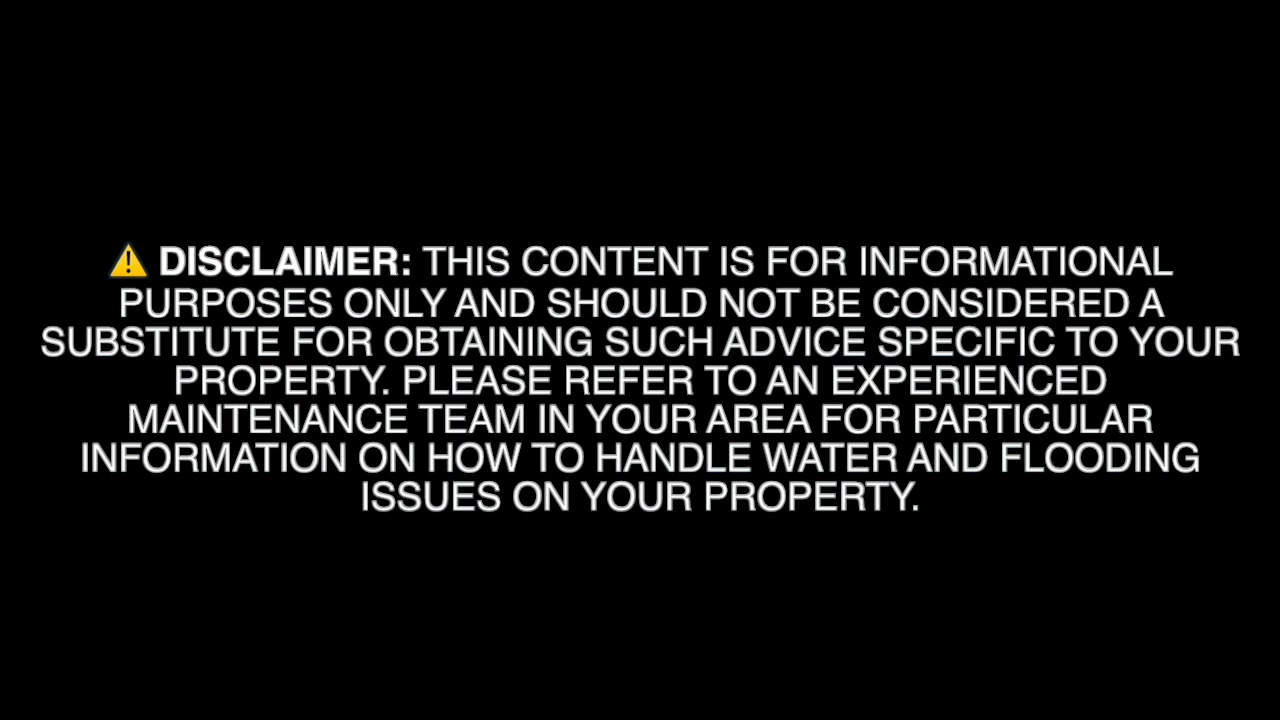 ⚠️ DISCLAIMER: THIS CONTENT IS FOR INFORMATIONAL
PURPOSES ONLY AND SHOULD NOT BE CONSIDERED A
SUBSTITUTE FOR OBTAINING SUCH ADVICE SPECIFIC TO YOUR
PROPERTY. PLEASE REFER TO AN EXPERIENCED
MAINTENANCE TEAM IN YOUR AREA FOR PARTICULAR
INFORMATION ON HOW TO HANDLE WATER AND FLOODING
ISSUES ON YOUR PROPERTY.